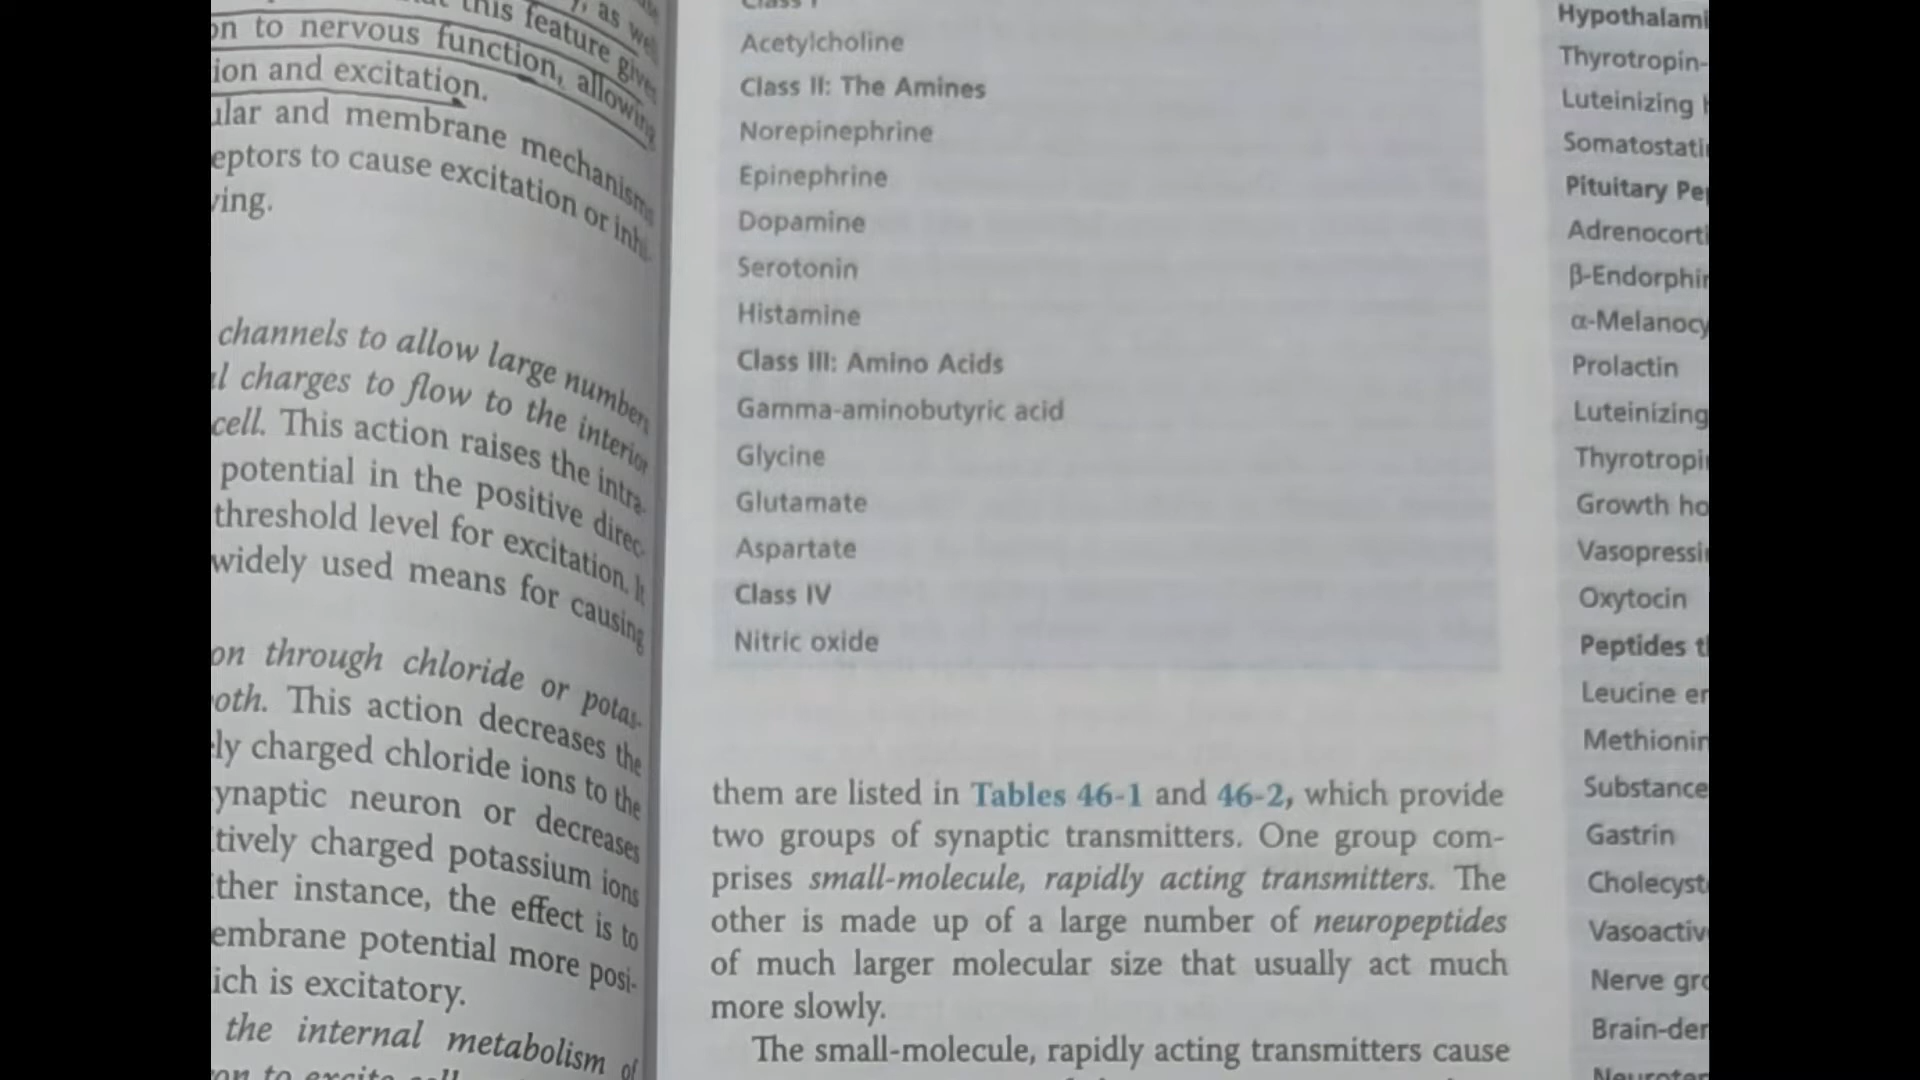 this feature gives
on to nervous function, allowing
ion and excitation.
ular and membrane mechanisms
eptors to cause excitation or inhi-
ving.
channels to allow large numbers
l charges to flow to the interior
cell. This action raises the intra-
potential in the positive direc-
threshold level for excitation. It
widely used means for causing
on through chloride or potas-
oth. This action decreases the
ly charged chloride ions to the
ynaptic neuron or decreases
tively charged potassium ions
ther instance, the effect is to
embrane potential more posi-
ich is excitatory.
the internal metabolism of
Class I
Acetylcholine
Class II: The Amines
Norepinephrine
Epinephrine
Dopamine
Serotonin
Histamine
Class III: Amino Acids
Gamma-aminobutyric acid
Glycine
Glutamate
Aspartate
Class IV
Nitric oxide
them are listed in Tables 46-1 and 46-2, which provide
two groups of synaptic transmitters. One group com-
prises small-molecule, rapidly acting transmitters. The
other is made up of a large number of neuropeptides
of much larger molecular size that usually act much
more slowly.
The small-molecule, rapidly acting transmitters cause
Hypothalami
Thyrotropin-
Luteinizing
Somatostati
Pituitary Pe
Adrenocorti
β-Endorphi
α-Melanocy
Prolactin
Luteinizing
Thyrotropi
Growth ho
Vasopressi
Oxytocin
Peptides t
Leucine e
Methioni
Substance
Gastrin
Cholecyst
Vasoactiv
Nerve gr
Brain-der